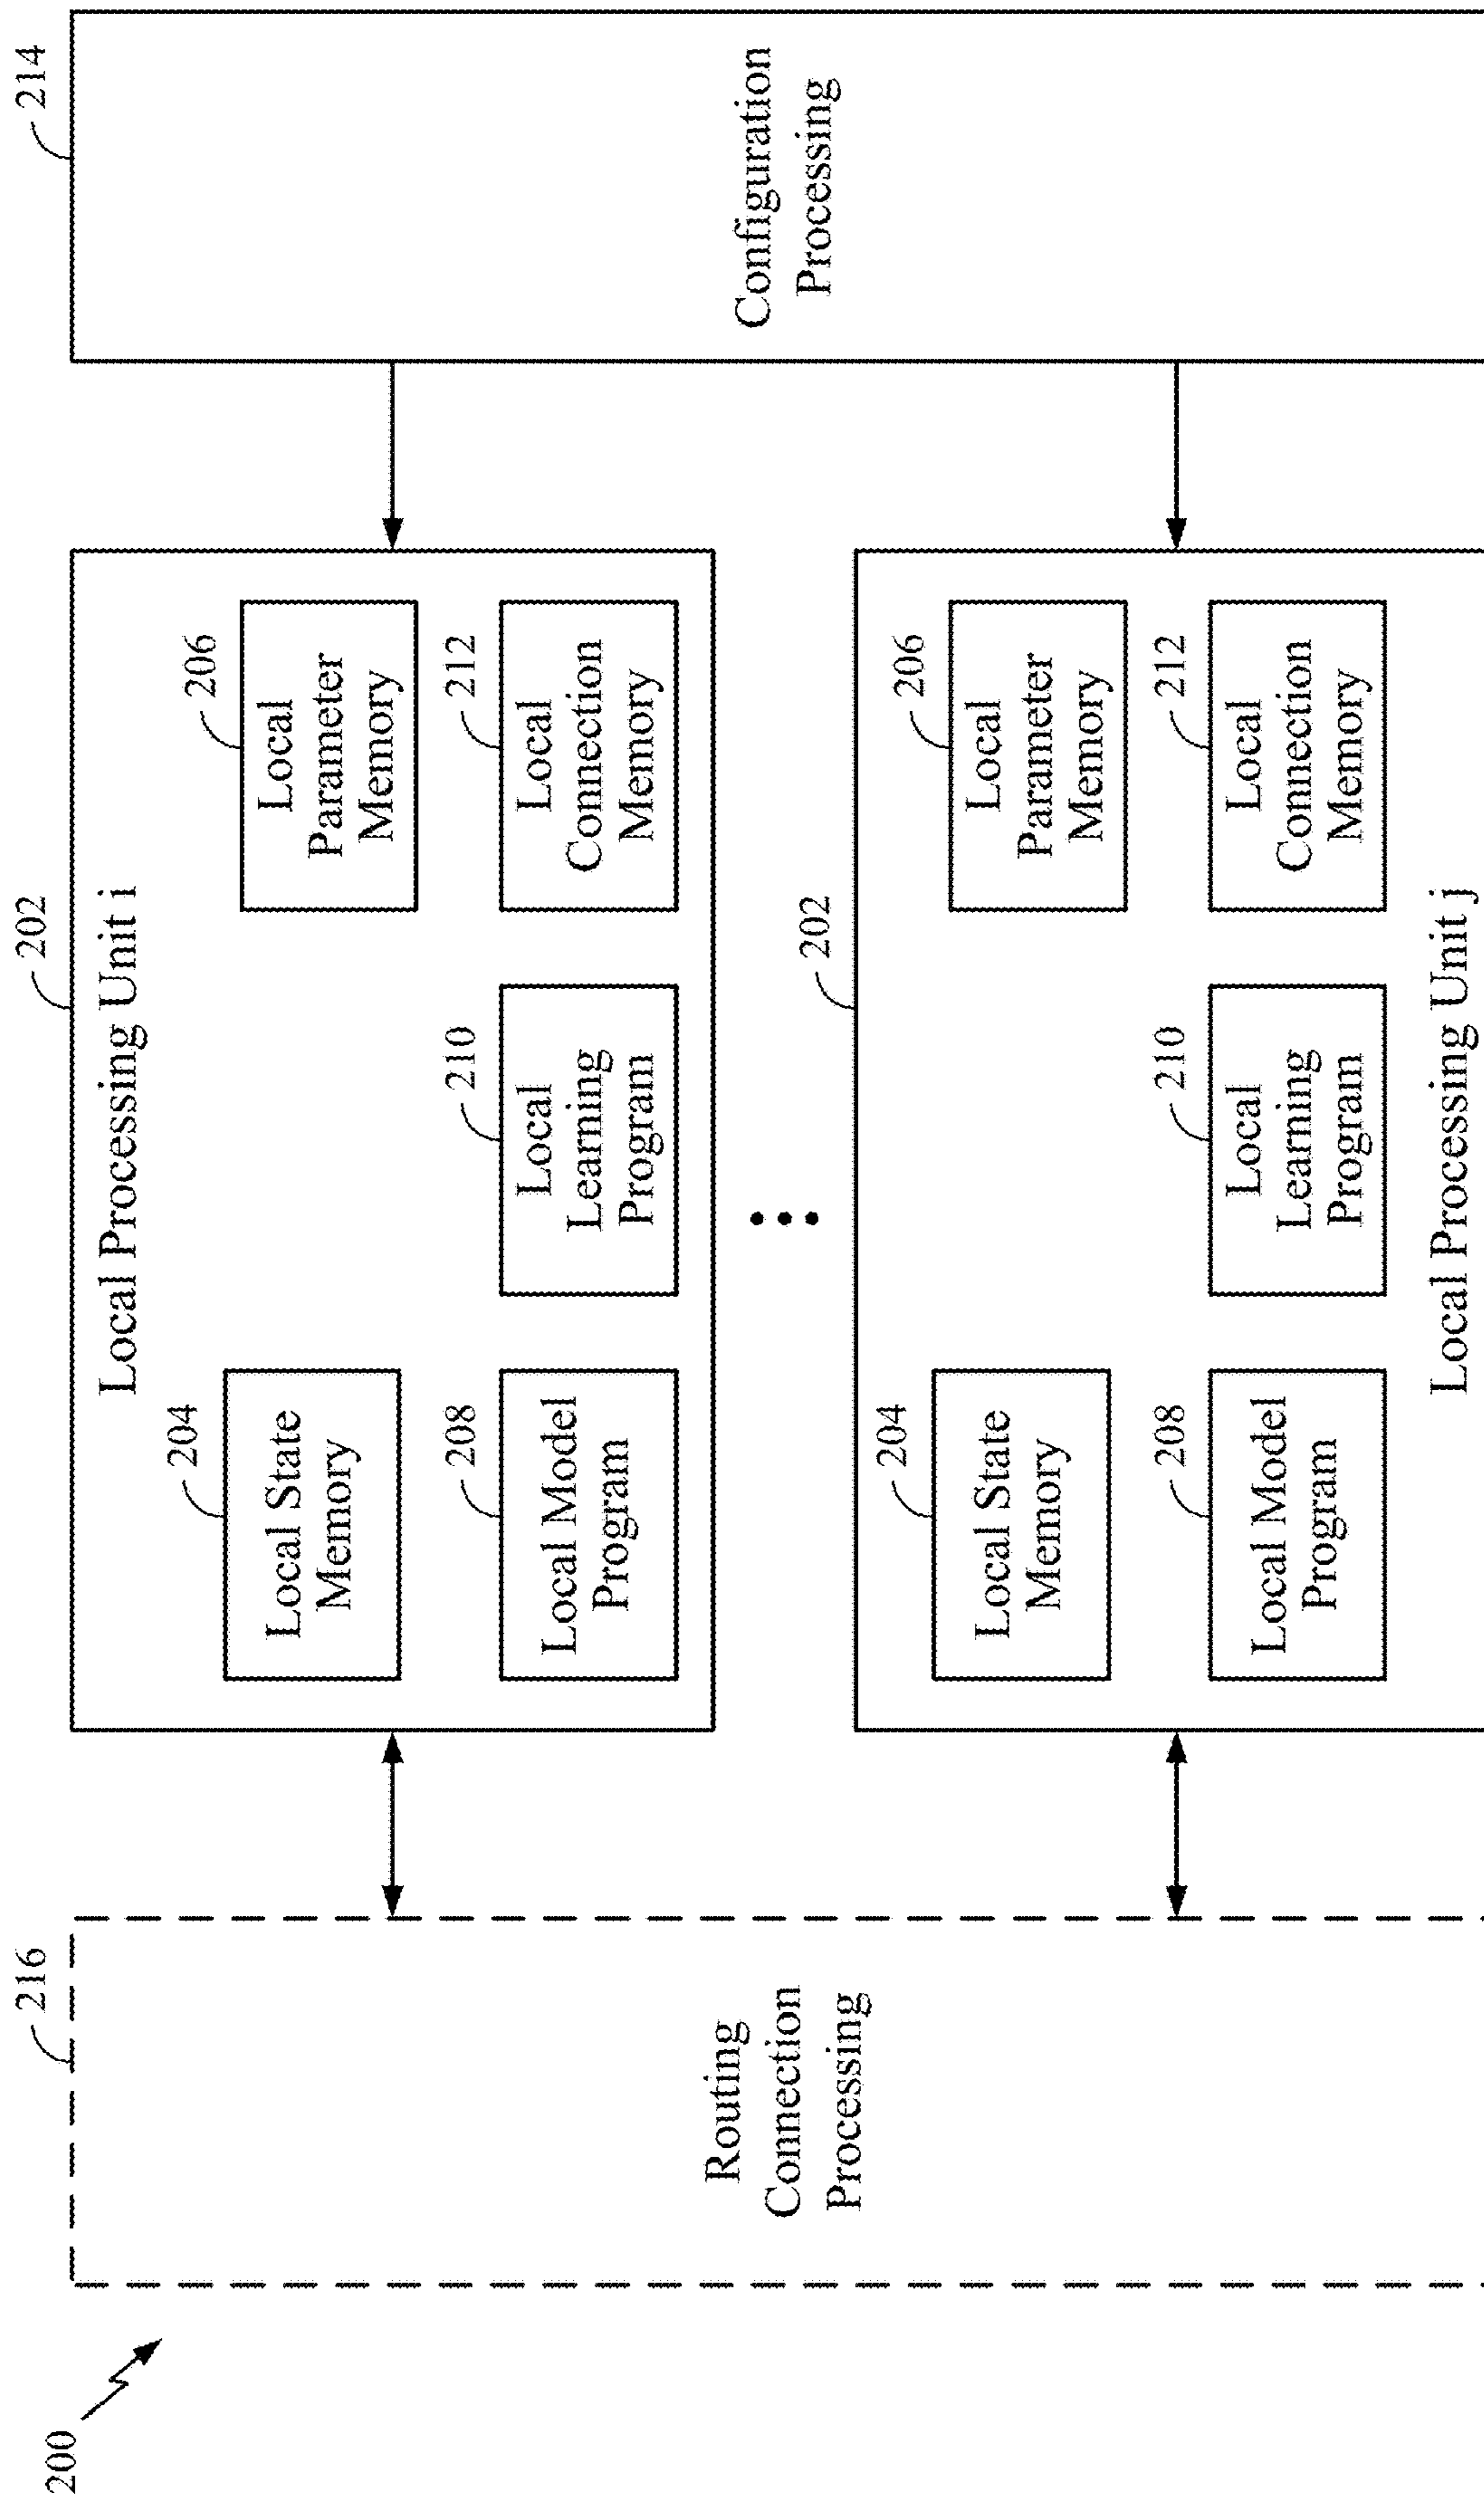 200
216
Routing
Connection
Processing
202
Local Processing Unit i
204
Local State
Memory
206
Local
Parameter
Memory
208
Local Model
Program
210
Local
Learning
Program
212
Local
Connection
Memory
202
204
Local State
Memory
206
Local
Parameter
Memory
208
Local Model
Program
210
Local
Learning
Program
212
Local
Connection
Memory
Local Processing Unit j
214
Configuration
Processing